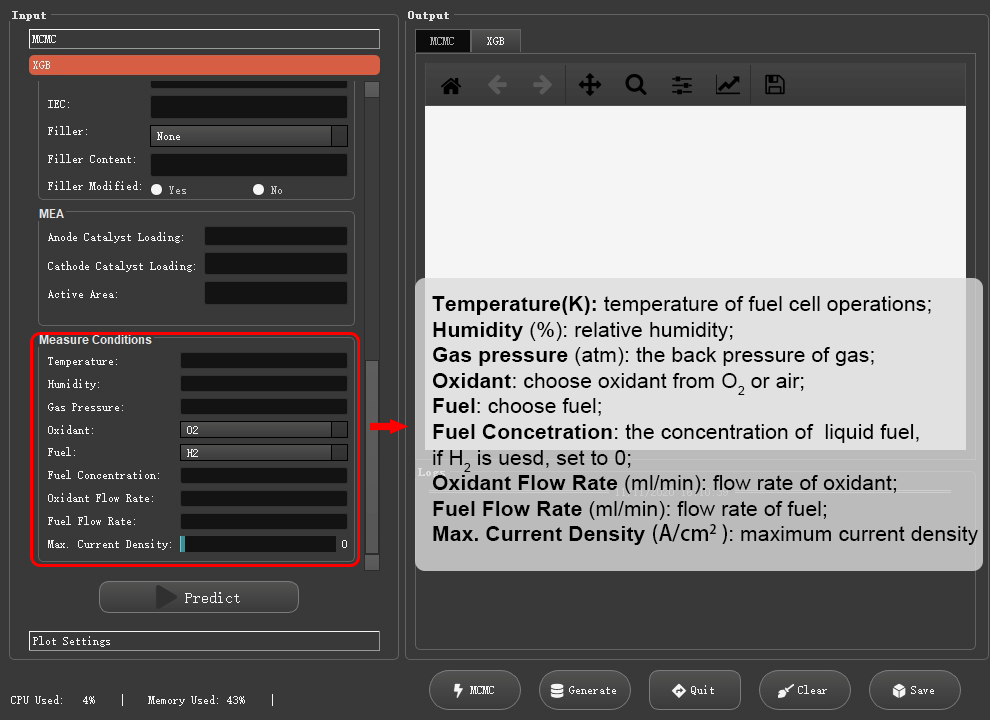 Input
MCMC
XGB
IEC:
Filler:
None
Filler Content:
Filler Modified:
Yes
No
MEA
Anode Catalyst Loading:
Cathode Catalyst Loading:
Active Area:
Measure Conditions
Temperature:
Humidity:
Gas Pressure:
Oxidant:
O2
Fuel:
H2
Fuel Concentration:
Oxidant Flow Rate:
Fuel Flow Rate:
Max. Current Density:
0
Predict
Plot Settings
CPU Used: 4% | Memory Used: 43% |
Output
MCMC
XGB
Temperature(K): temperature of fuel cell operations;
Humidity (%): relative humidity;
Gas pressure (atm): the back pressure of gas;
Oxidant: choose oxidant from O2 or air;
Fuel: choose fuel;
Fuel Concetration: the concentration of liquid fuel,
if H2 is uesd, set to 0;
Logs
Oxidant Flow Rate (ml/min): flow rate of oxidant;
Fuel Flow Rate (ml/min): flow rate of fuel;
Max. Current Density (A/cm² ): maximum current density
MCMC
Generate
Quit
Clear
Save